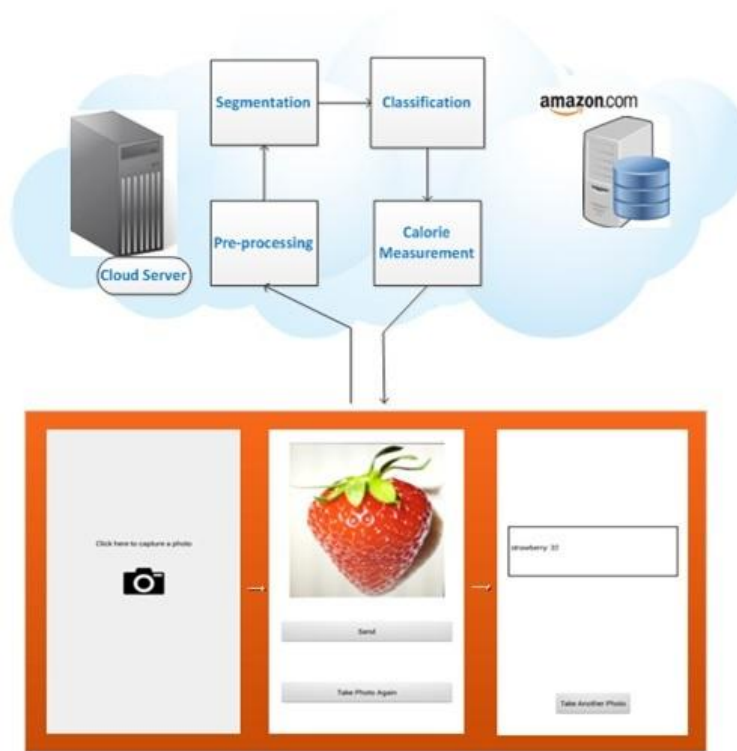 Segmentation
Classification
amazon.com
Pre-processing
Calorie
Measurement
Cloud Server
Click here to capture a photo
Send
Take Photo Again
strawberry
Take Another Photo